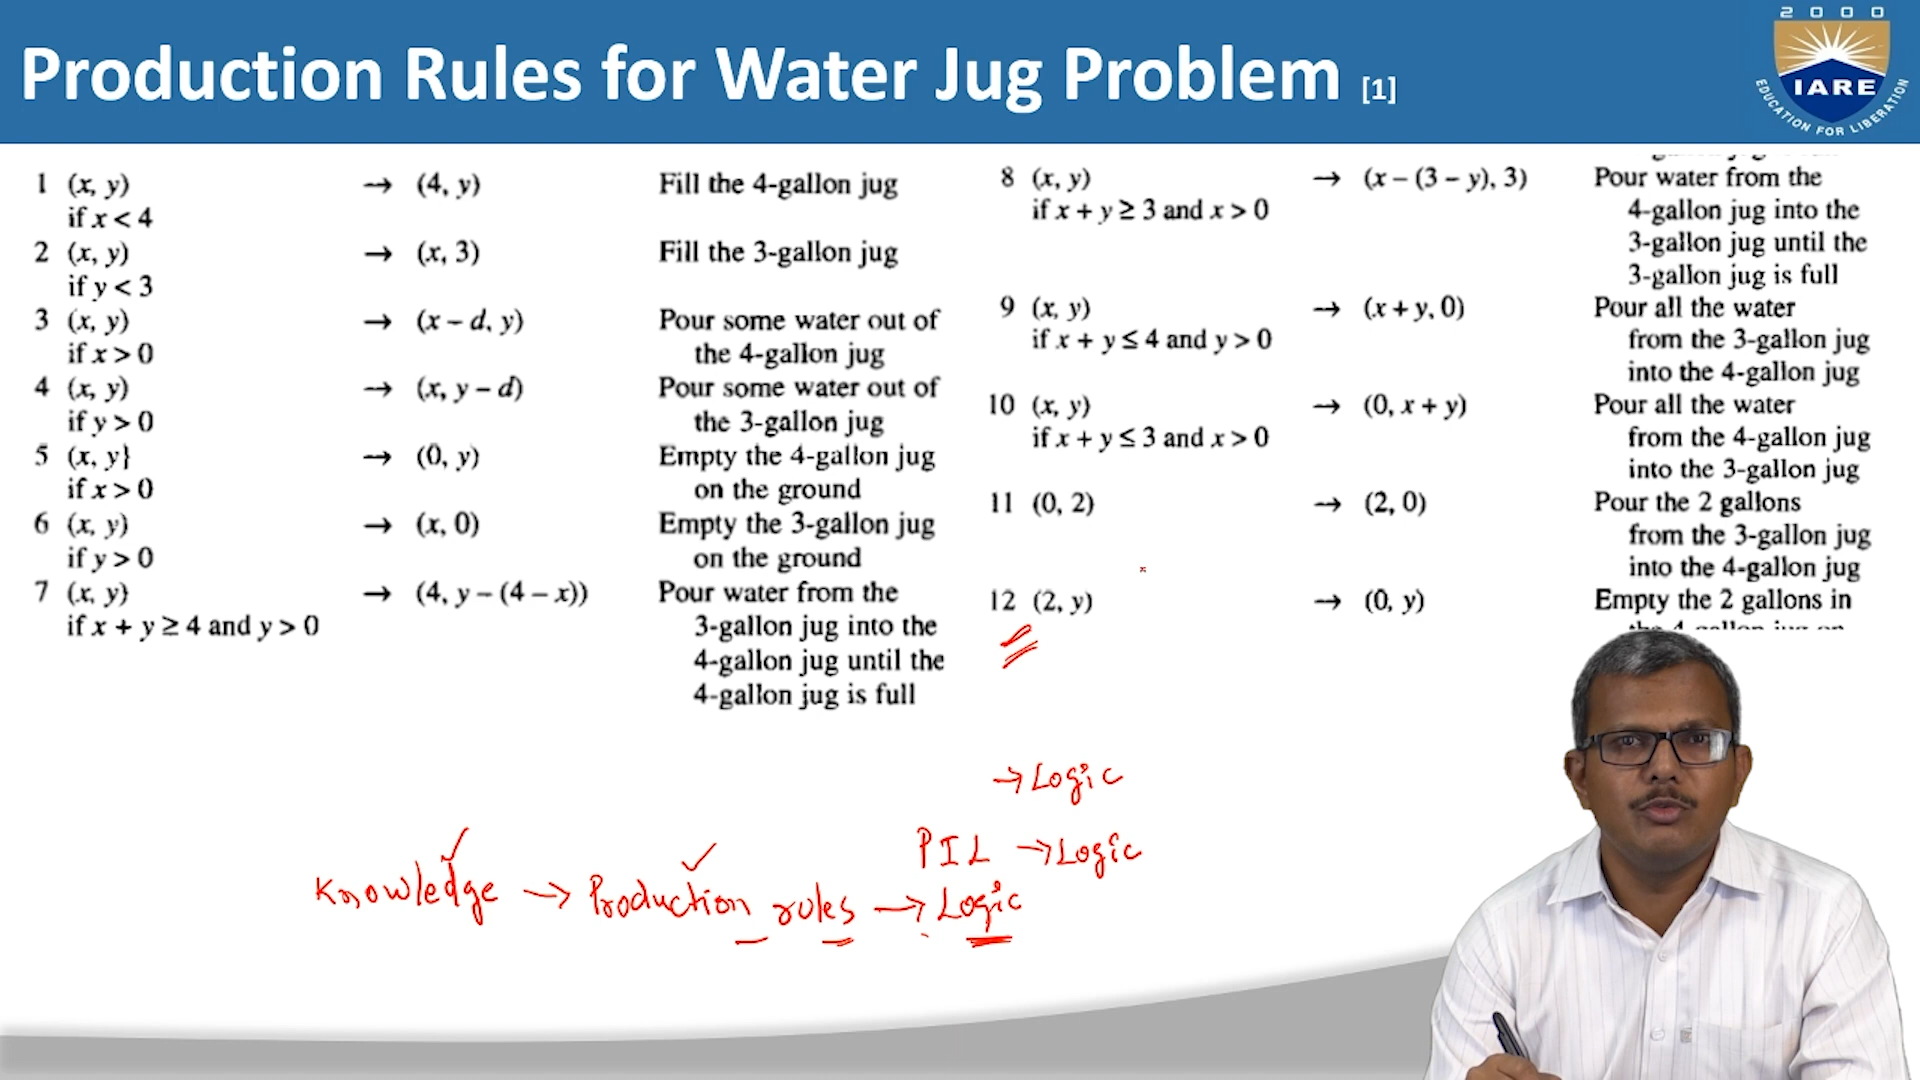 Production Rules for Water Jug Problem [1]
2 0 0 0
IARE
EDUCATION FOR LIBERATION
1 (x, y) → (4, y) Fill the 4-gallon jug
if x < 4
2 (x, y) → (x, 3) Fill the 3-gallon jug
if y < 3
3 (x, y) → (x – d, y) Pour some water out of
if x > 0 the 4-gallon jug
4 (x, y) → (x, y – d) Pour some water out of
if y > 0 the 3-gallon jug
5 (x, y} → (0, y) Empty the 4-gallon jug
if x > 0 on the ground
6 (x, y) → (x, 0) Empty the 3-gallon jug
if y > 0 on the ground
7 (x, y) → (4, y – (4 – x)) Pour water from the
if x + y ≥ 4 and y > 0 3-gallon jug into the
4-gallon jug until the
4-gallon jug is full
8 (x, y) → (x – (3 – y), 3) Pour water from the
if x + y ≥ 3 and x > 0 4-gallon jug into the
3-gallon jug until the
3-gallon jug is full
9 (x, y) → (x + y, 0) Pour all the water
if x + y ≤ 4 and y > 0 from the 3-gallon jug
into the 4-gallon jug
10 (x, y) → (0, x + y) Pour all the water
if x + y ≤ 3 and x > 0 from the 4-gallon jug
into the 3-gallon jug
11 (0, 2) → (2, 0) Pour the 2 gallons
from the 3-gallon jug
into the 4-gallon jug
12 (2, y) → (0, y) Empty the 2 gallons in
→ Logic
PIL → Logic
Knowledge → Production rules → Logic